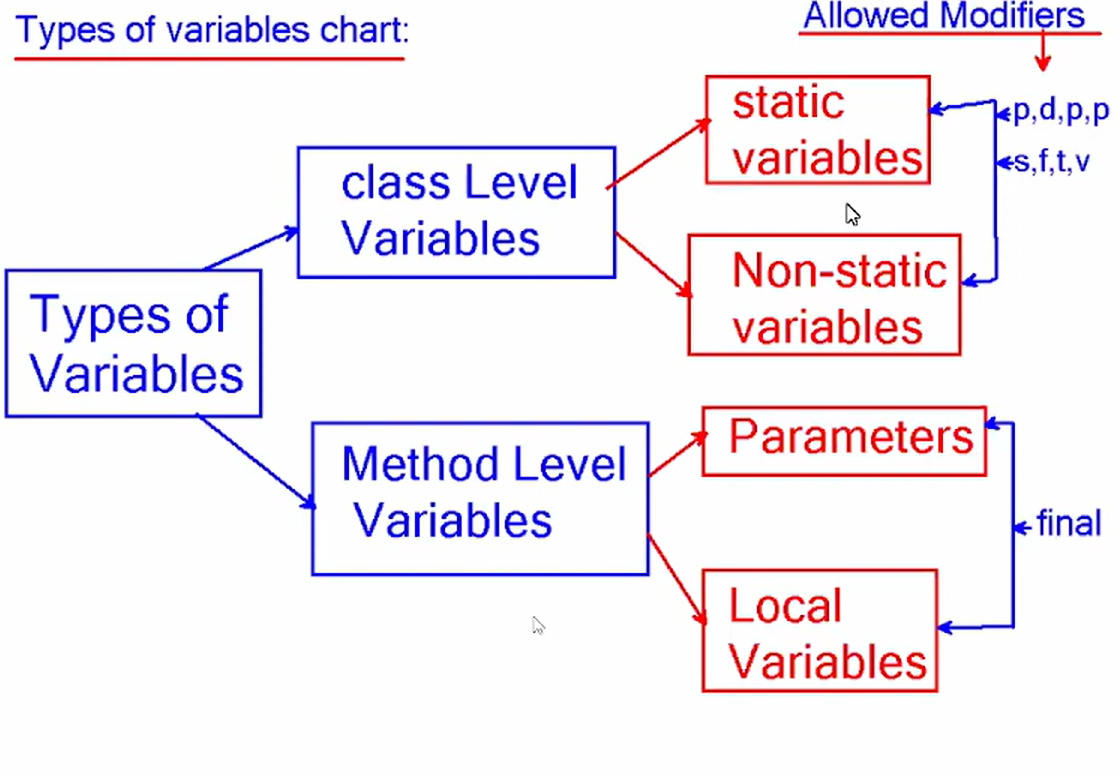 Types of variables chart:
Allowed Modifiers
static
variables
p,d,p,p
s,f,t,v
class Level
Variables
Non-static
variables
Types of
Variables
Method Level
Variables
Parameters
final
Local
Variables